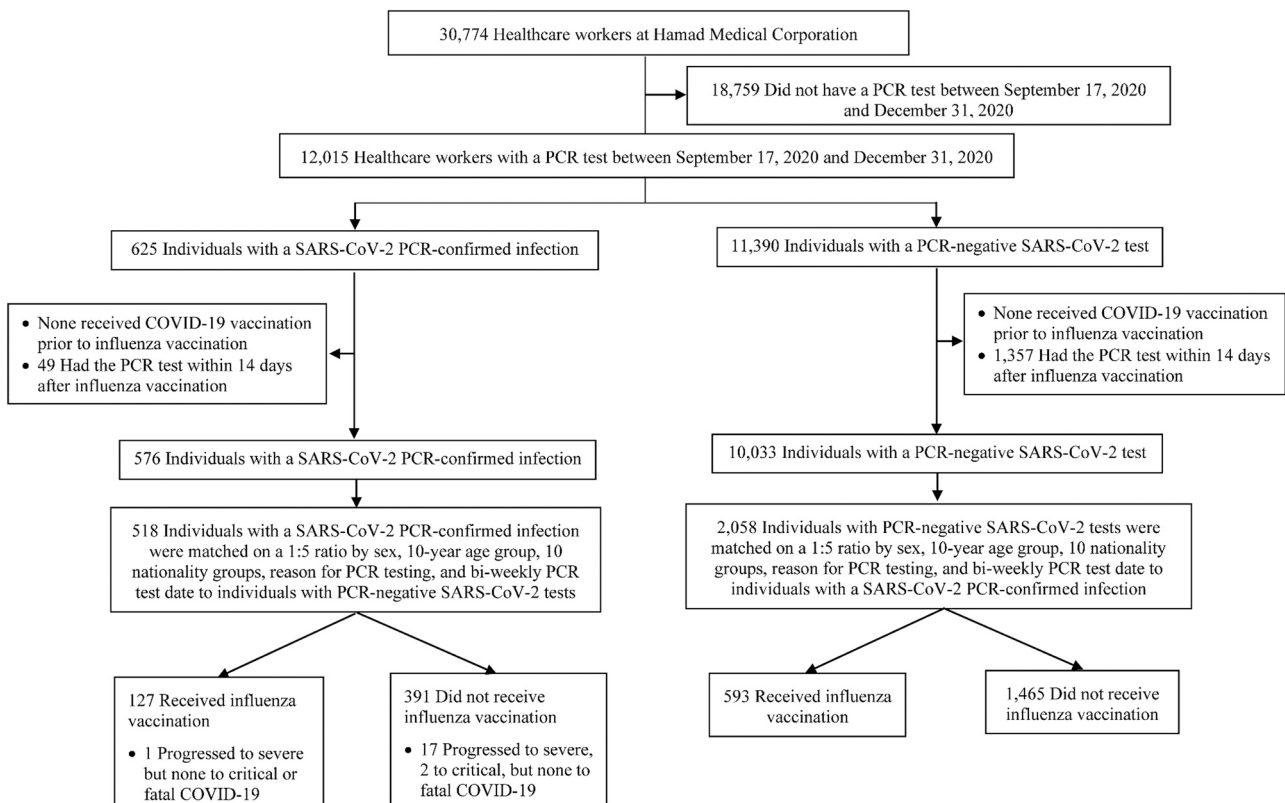 30,774 Healthcare workers at Hamad Medical Corporation
18,759 Did not have a PCR test between September 17, 2020
and December 31, 2020
12,015 Healthcare workers with a PCR test between September 17, 2020 and December 31, 2020
625 Individuals with a SARS-CoV-2 PCR-confirmed infection
11,390 Individuals with a PCR-negative SARS-CoV-2 test
• None received COVID-19 vaccination
prior to influenza vaccination
• 49 Had the PCR test within 14 days
after influenza vaccination
• None received COVID-19 vaccination
prior to influenza vaccination
• 1,357 Had the PCR test within 14 days
after influenza vaccination
576 Individuals with a SARS-CoV-2 PCR-confirmed infection
10,033 Individuals with a PCR-negative SARS-CoV-2 test
518 Individuals with a SARS-CoV-2 PCR-confirmed infection
were matched on a 1:5 ratio by sex, 10-year age group, 10
nationality groups, reason for PCR testing, and bi-weekly PCR
test date to individuals with PCR-negative SARS-CoV-2 tests
2,058 Individuals with PCR-negative SARS-CoV-2 tests were
matched on a 1:5 ratio by sex, 10-year age group, 10 nationality
groups, reason for PCR testing, and bi-weekly PCR test date to
individuals with a SARS-CoV-2 PCR-confirmed infection
127 Received influenza
vaccination
• 1 Progressed to severe
but none to critical or
fatal COVID-19
391 Did not receive
influenza vaccination
• 17 Progressed to severe,
2 to critical, but none to
fatal COVID-19
593 Received influenza
vaccination
1,465 Did not receive
influenza vaccination